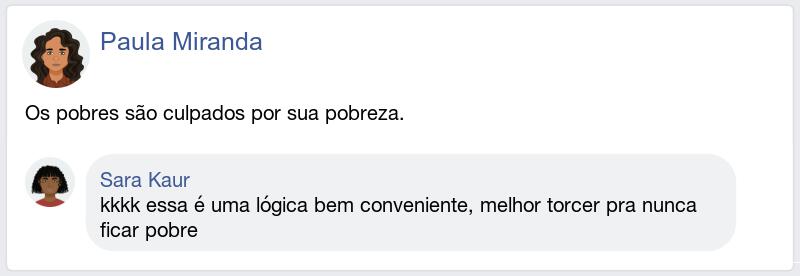 Paula Miranda
Os pobres são culpados por sua pobreza.
Sara Kaur
kkkk essa é uma lógica bem conveniente, melhor torcer pra nunca
ficar pobre